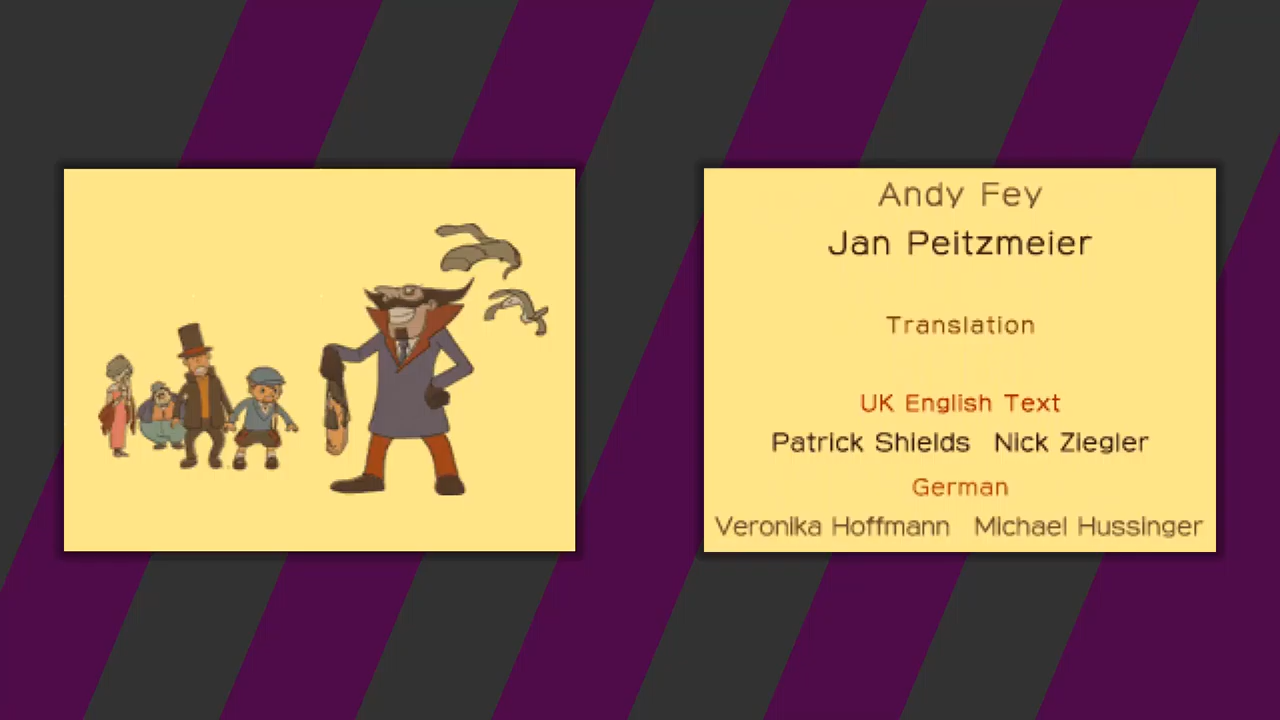 Andy Fey
Jan Peitzmeier
Translation
UK English Text
Patrick Shields Nick Ziegler
German
Veronika Hoffmann Michael Hussinger